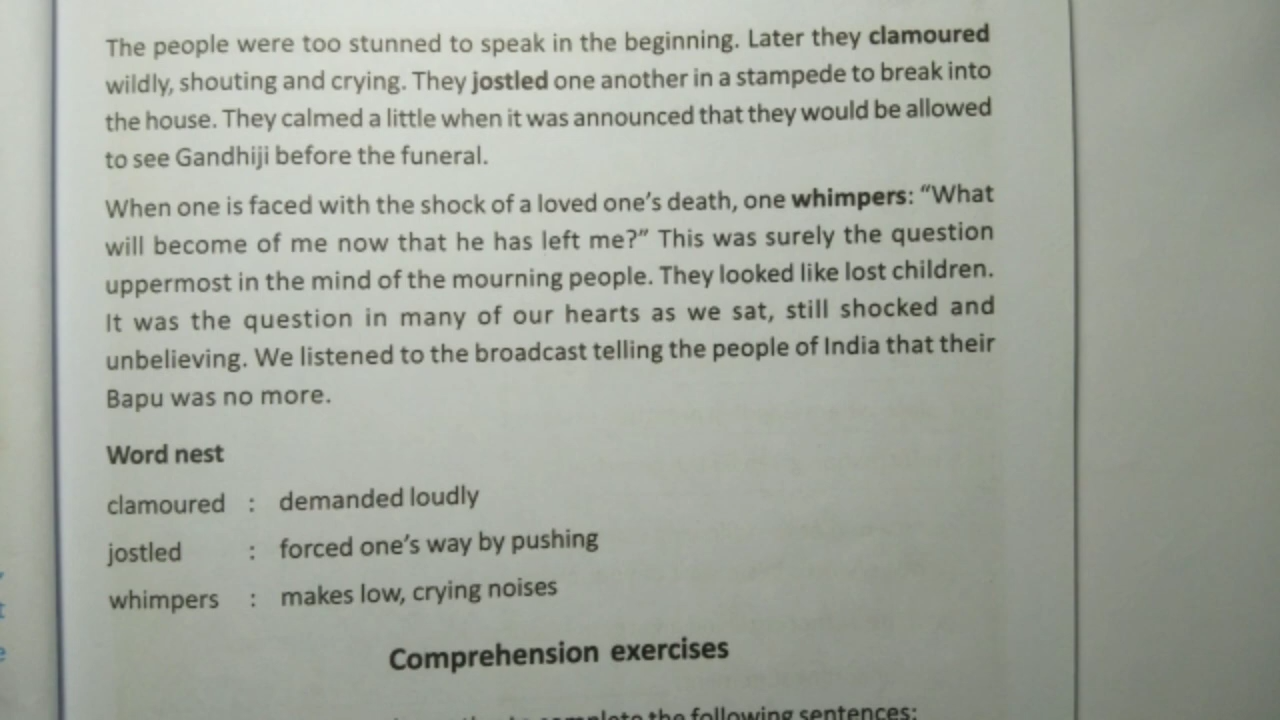 The people were too stunned to speak in the beginning. Later they clamoured
wildly, shouting and crying. They jostled one another in a stampede to break into
the house. They calmed a little when it was announced that they would be allowed
to see Gandhiji before the funeral.
When one is faced with the shock of a loved one's death, one whimpers: “What
will become of me now that he has left me?” This was surely the question
uppermost in the mind of the mourning people. They looked like lost children.
It was the question in many of our hearts as we sat, still shocked and
unbelieving. We listened to the broadcast telling the people of India that their
Bapu was no more.
Word nest
clamoured : demanded loudly
jostled : forced one's way by pushing
whimpers : makes low, crying noises
Comprehension exercises
to complete the following sentences: